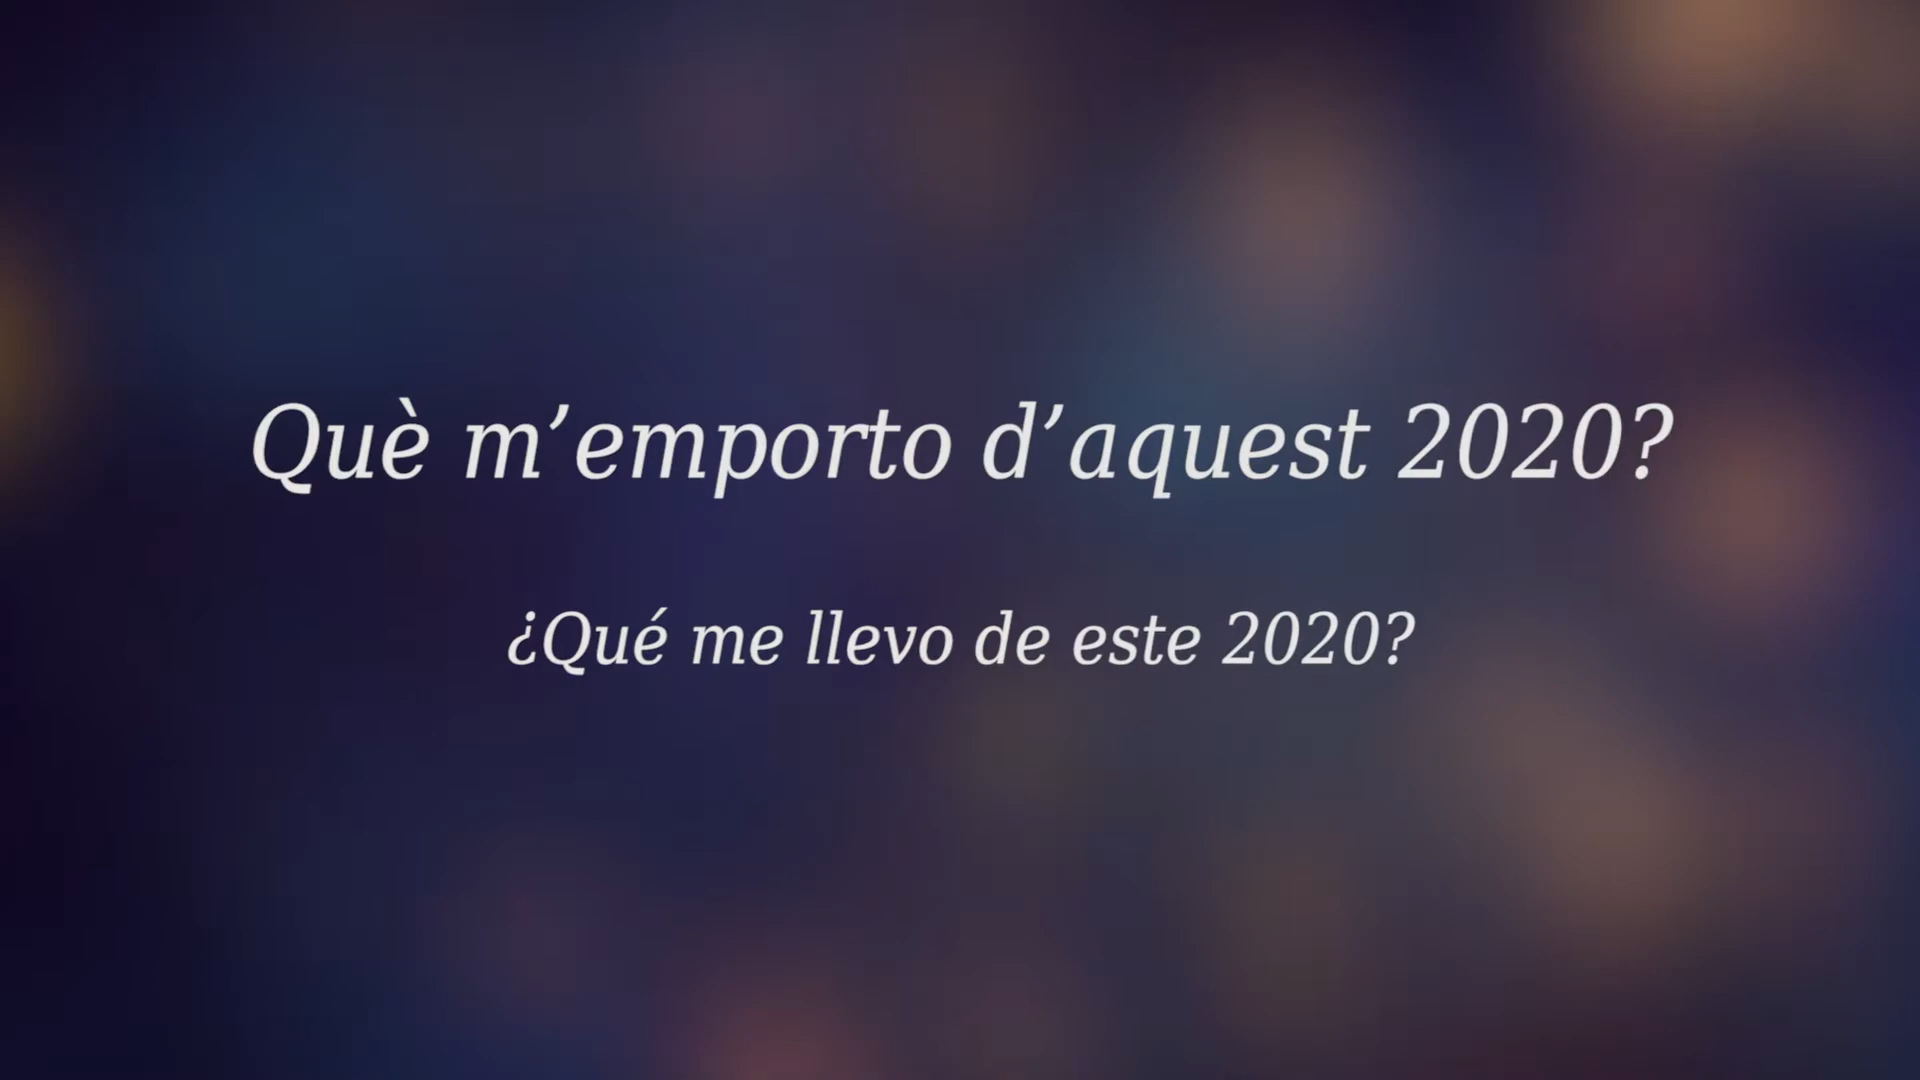 Què m’emporto d’aquest 2020?
¿Qué me llevo de este 2020?